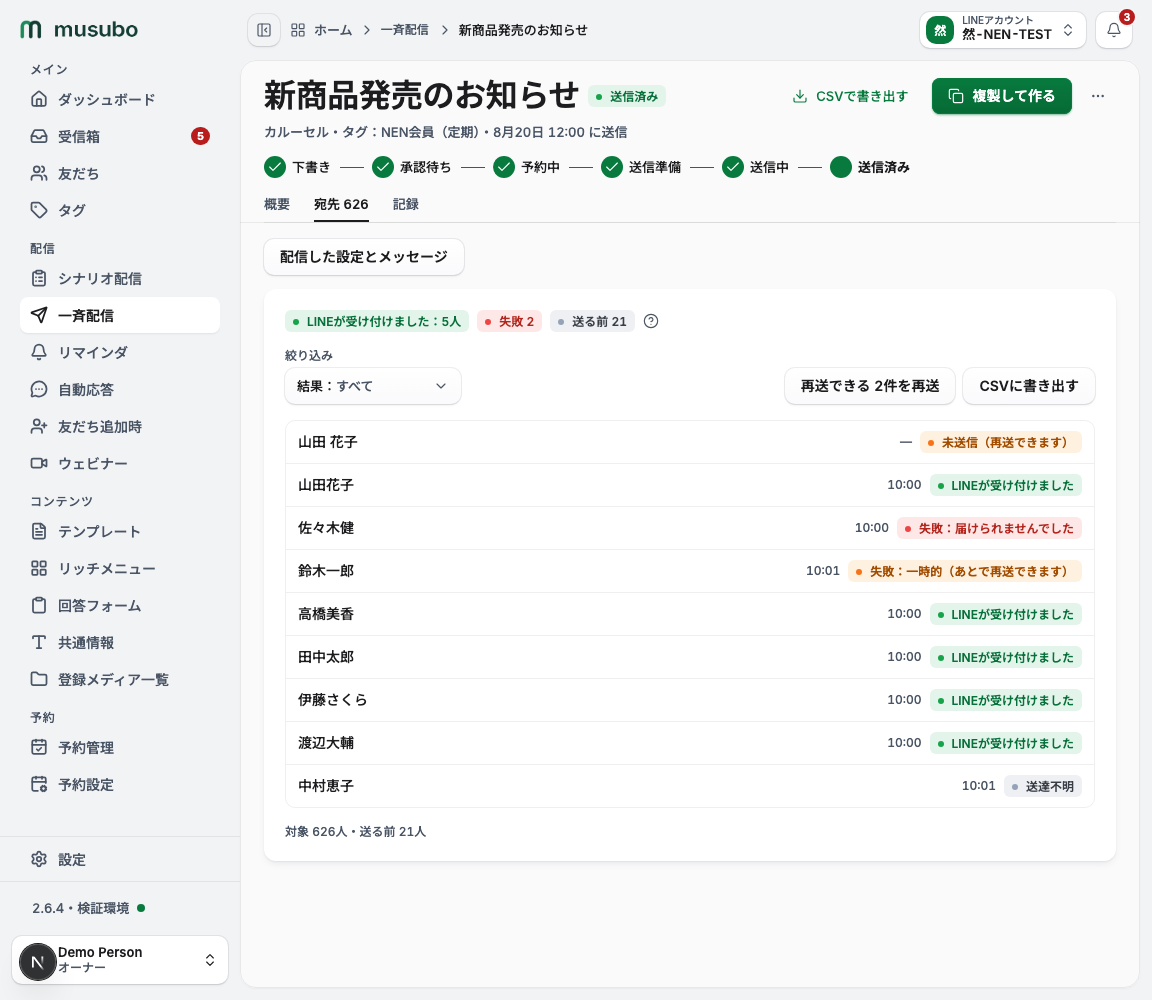 musubo
メイン
ダッシュボード
受信箱
5
友だち
タグ
配信
シナリオ配信
一斉配信
リマインダ
自動応答
友だち追加時
ウェビナー
コンテンツ
テンプレート
リッチメニュー
回答フォーム
共通情報
登録メディア一覧
予約
予約管理
予約設定
設定
2.6.4・検証環境
N
Demo Person
オーナー
ホーム
一斉配信
新商品発売のお知らせ
然
LINEアカウント
然-NEN-TEST
3
新商品発売のお知らせ
送信済み
CSVで書き出す
複製して作る
カルーセル・タグ：NEN会員（定期）・8月20日 12:00 に送信
下書き
承認待ち
予約中
送信準備
送信中
送信済み
概要
宛先 626
記録
配信した設定とメッセージ
LINEが受け付けました：5人
失敗 2
送る前 21
絞り込み
結果：すべて
再送できる 2件を再送
CSVに書き出す
山田 花子
— 未送信（再送できます）
山田花子
10:00 LINEが受け付けました
佐々木健
10:00 失敗：届けられませんでした
鈴木一郎
10:01 失敗：一時的（あとで再送できます）
高橋美香
10:00 LINEが受け付けました
田中太郎
10:00 LINEが受け付けました
伊藤さくら
10:00 LINEが受け付けました
渡辺大輔
10:00 LINEが受け付けました
中村恵子
10:01 送達不明
対象 626人・送る前 21人